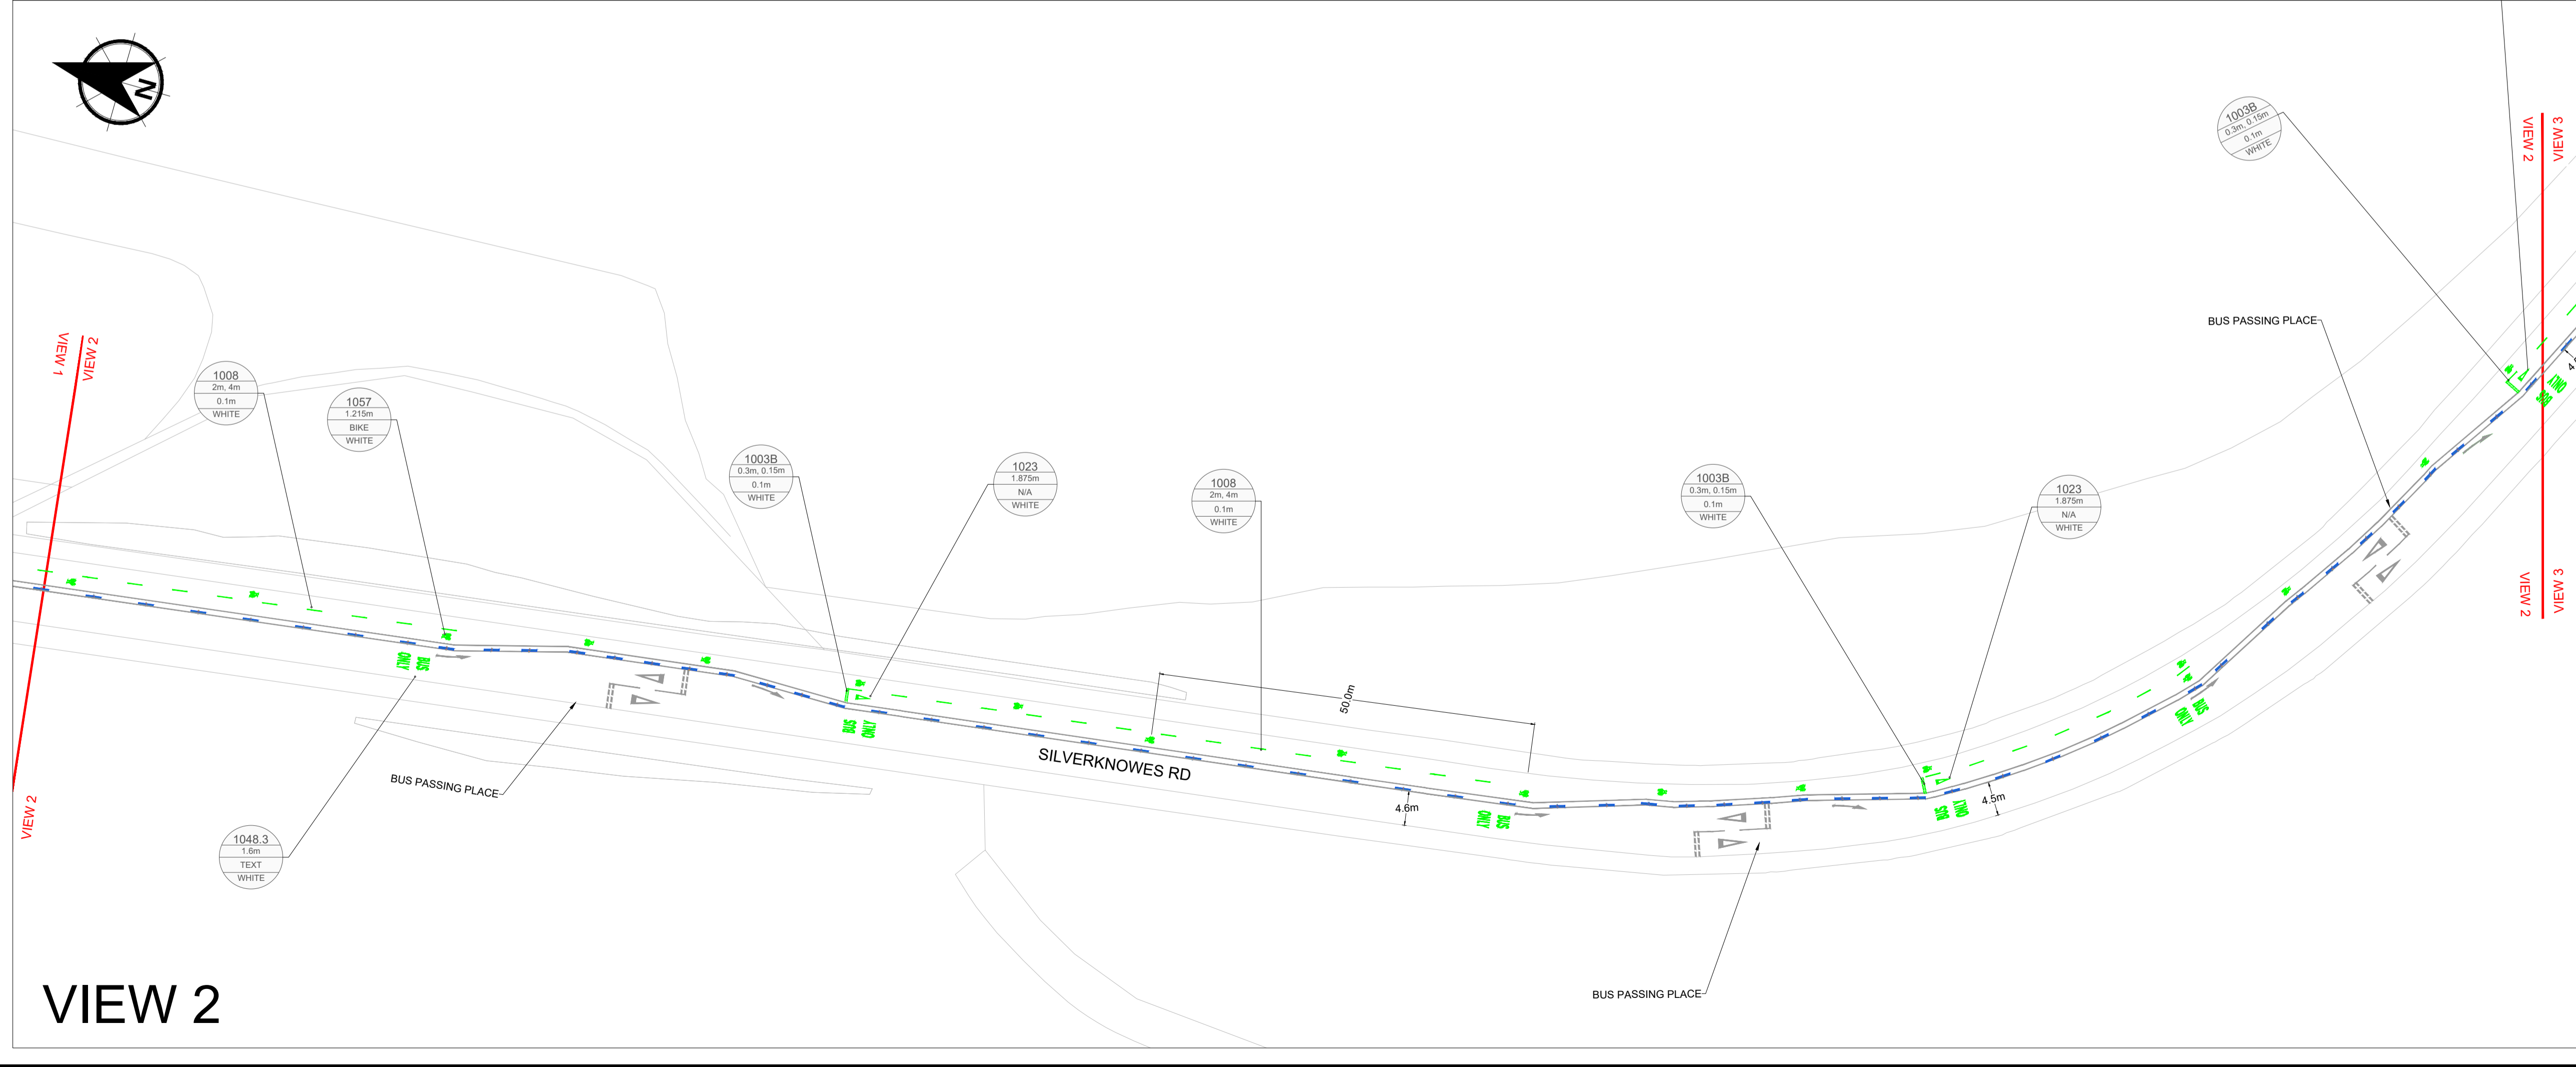 N
1003B
0.3m, 0.15m
0.1m
WHITE
VIEW 2
VIEW 3
BUS PASSING PLACE
VIEW 1
VIEW 2
1008
2m, 4m
0.1m
WHITE
1057
1.215m
BIKE
WHITE
1003B
0.3m, 0.15m
0.1m
WHITE
1023
1.875m
N/A
WHITE
1008
2m, 4m
0.1m
WHITE
1003B
0.3m, 0.15m
0.1m
WHITE
1023
1.875m
N/A
WHITE
BUS
ONLY
VIEW 2
VIEW 3
BUS
ONLY
50.0m
BUS
ONLY
BUS
ONLY
SILVERKNOWES RD
BUS PASSING PLACE
4.6m
BUS
ONLY
BUS
ONLY
4.5m
VIEW 2
1048.3
1.6m
TEXT
WHITE
BUS PASSING PLACE
VIEW 2